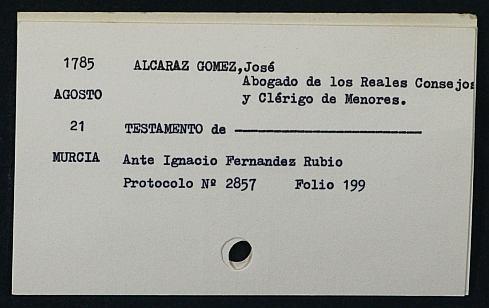 1785 ALCARAZ GOMEZ,José
Abogado de los Reales Consejos
AGOSTO y Clérigo de Menores.
21 TESTAMENTO de
MURCIA Ante Ignacio Fernandez Rubio
Protocolo Nº 2857 Folio 199